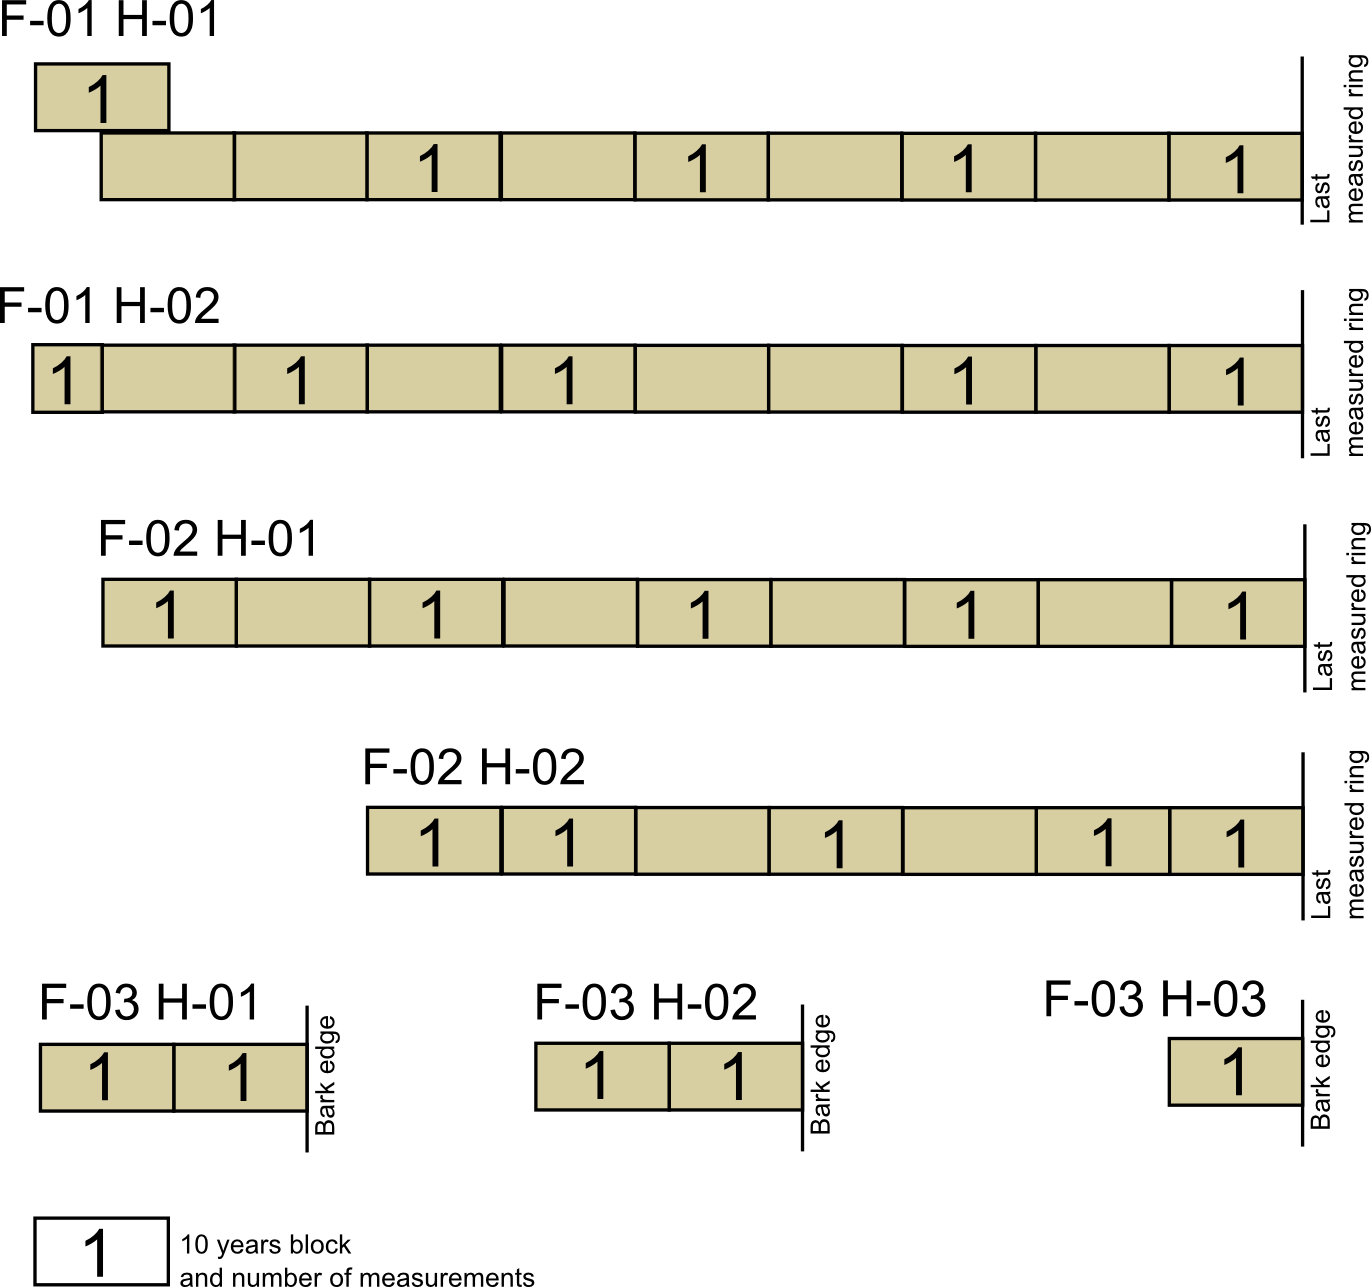 F-01 H-01
1
1 1 1 1
Last
measured ring
F-01 H-02
1 1 1 1 1
Last
measured ring
F-02 H-01
1 1 1 1 1
Last
measured ring
F-02 H-02
1 1 1 1 1
Last
measured ring
F-03 H-01
1 1
Bark edge
F-03 H-02
1 1
Bark edge
F-03 H-03
1
Bark edge
1
10 years block
and number of measurements